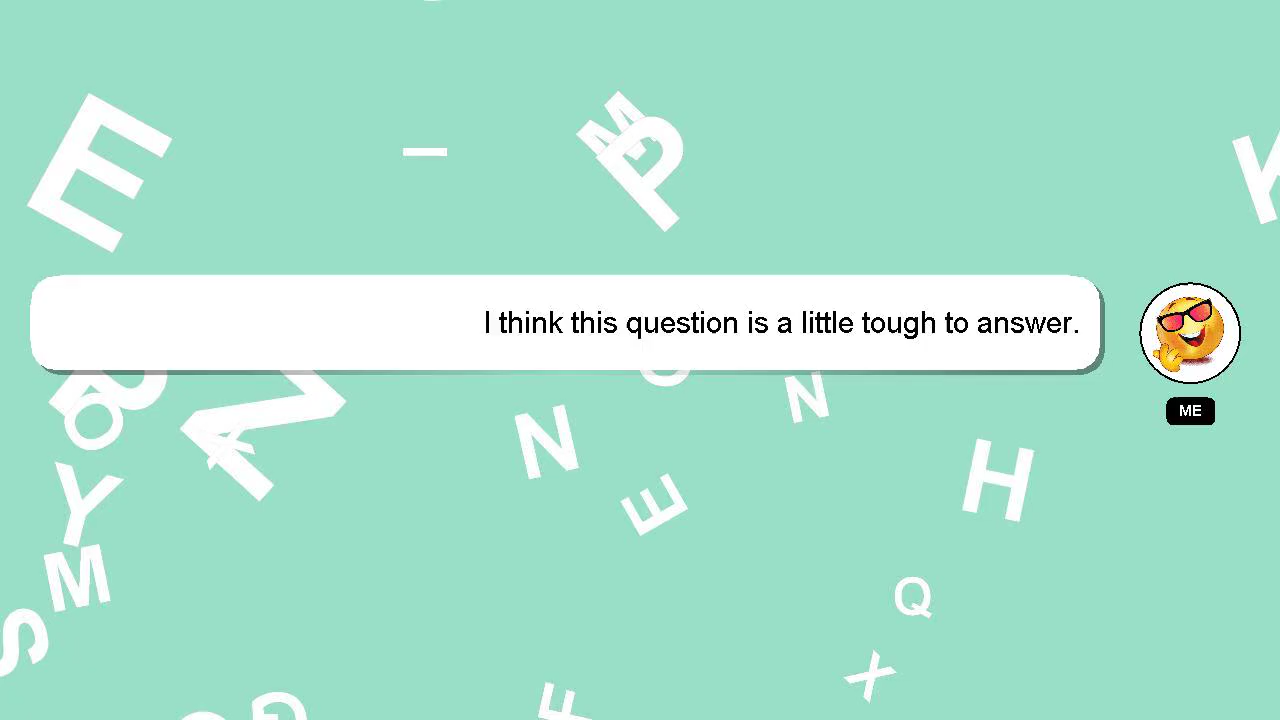 E
I
M
P
K
I think this question is a little tough to answer.
ME
O
Z
A
N
N
Y
E
H
M
Q
S
X
G
F